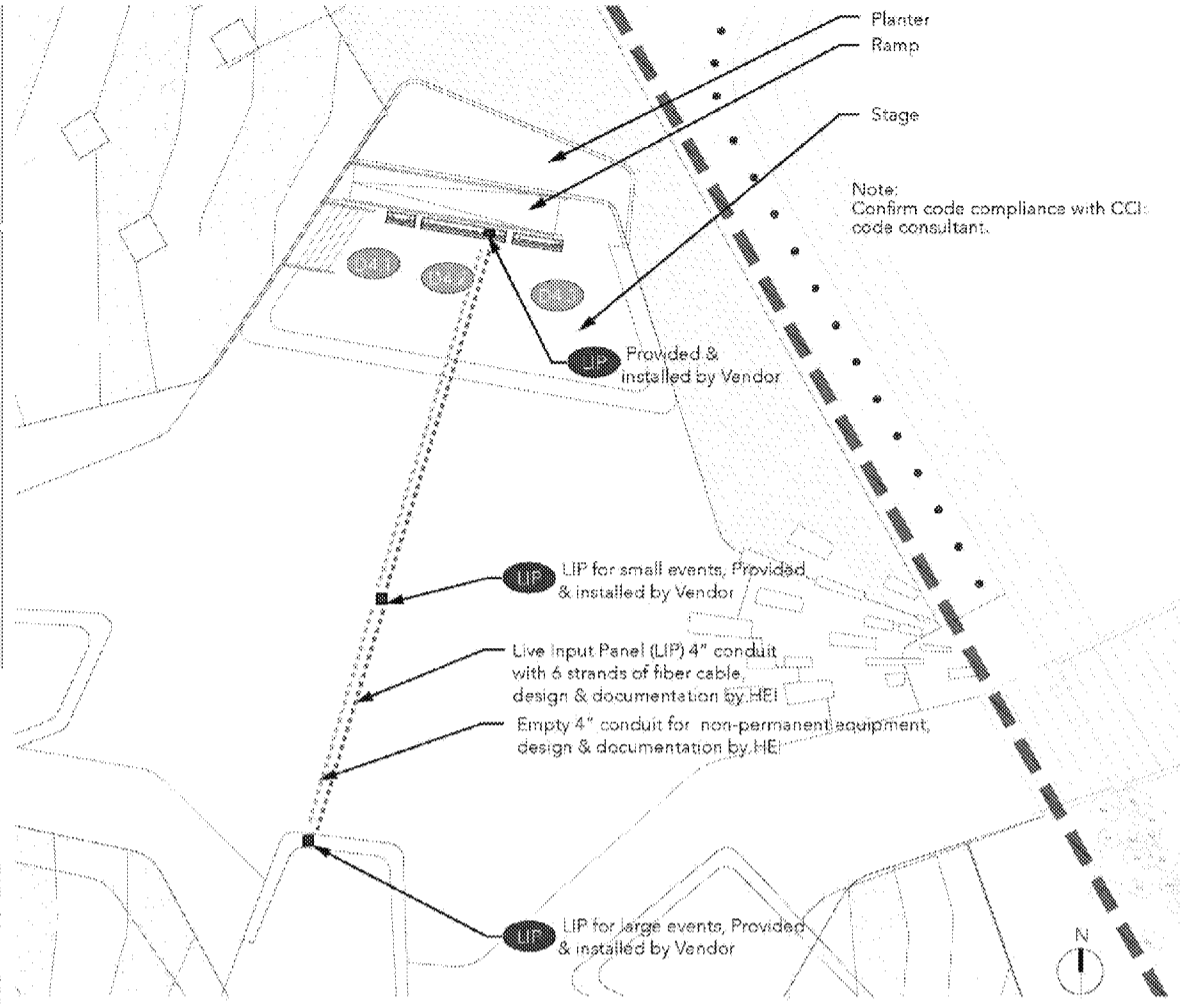 Planter
Ramp
Stage
Note:
Confirm code compliance with CCI
code consultant.
LIP
Provided &
installed by Vendor
LIP
LIP for small events, Provided
& installed by Vendor
Live Input Panel (LIP) 4" conduit
with 6 strands of fiber cable,
design & documentation by HEI
Empty 4" conduit for non-permanent equipment,
design & documentation by HEI
LIP
LIP for large events, Provided
& installed by Vendor
N